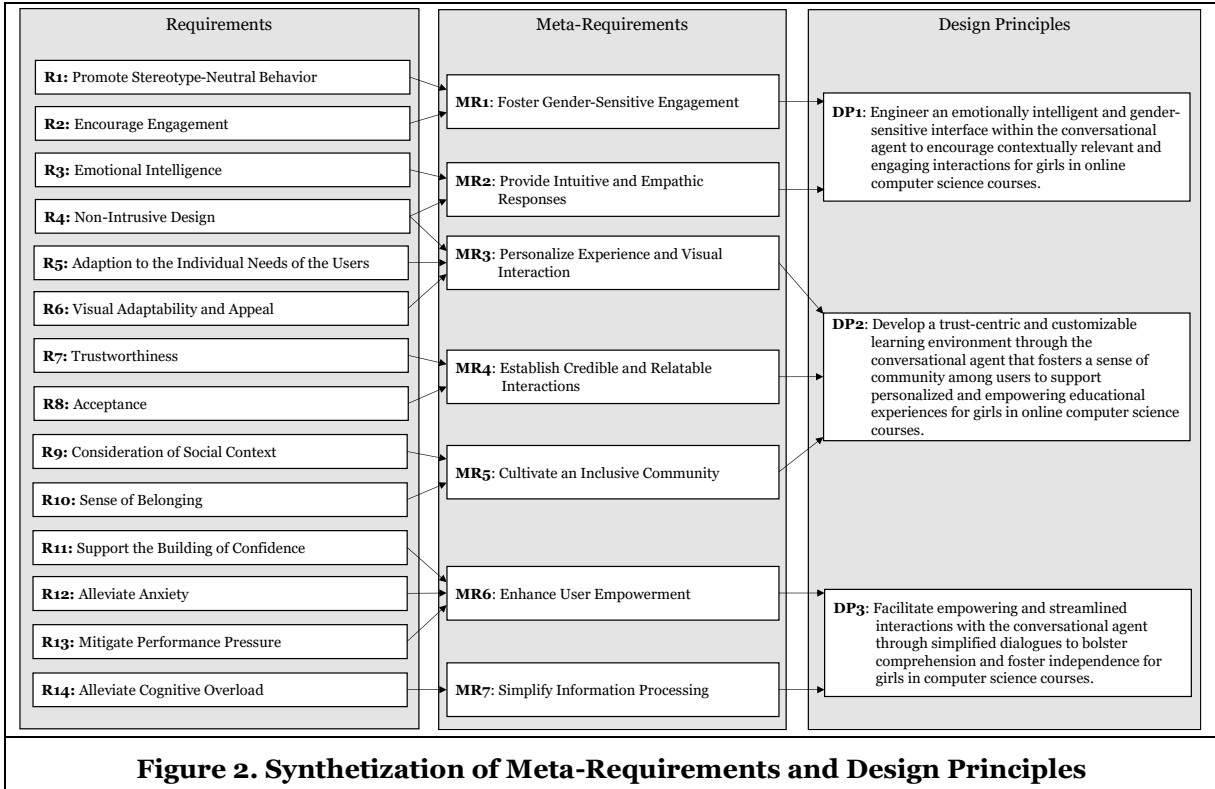 Requirements
R1: Promote Stereotype-Neutral Behavior
R2: Encourage Engagement
R3: Emotional Intelligence
R4: Non-Intrusive Design
R5: Adaption to the Individual Needs of the Users
R6: Visual Adaptability and Appeal
R7: Trustworthiness
R8: Acceptance
R9: Consideration of Social Context
R10: Sense of Belonging
R11: Support the Building of Confidence
R12: Alleviate Anxiety
R13: Mitigate Performance Pressure
R14: Alleviate Cognitive Overload
Meta-Requirements
MR1: Foster Gender-Sensitive Engagement
MR2: Provide Intuitive and Empathic
Responses
MR3: Personalize Experience and Visual
Interaction
MR4: Establish Credible and Relatable
Interactions
MR5: Cultivate an Inclusive Community
MR6: Enhance User Empowerment
MR7: Simplify Information Processing
Design Principles
DP1: Engineer an emotionally intelligent and gender-
sensitive interface within the conversational
agent to encourage contextually relevant and
engaging interactions for girls in online
computer science courses.
DP2: Develop a trust-centric and customizable
learning environment through the
conversational agent that fosters a sense of
community among users to support
personalized and empowering educational
experiences for girls in online computer science
courses.
DP3: Facilitate empowering and streamlined
interactions with the conversational agent
through simplified dialogues to bolster
comprehension and foster independence for
girls in computer science courses.
Figure 2. Synthetization of Meta-Requirements and Design Principles